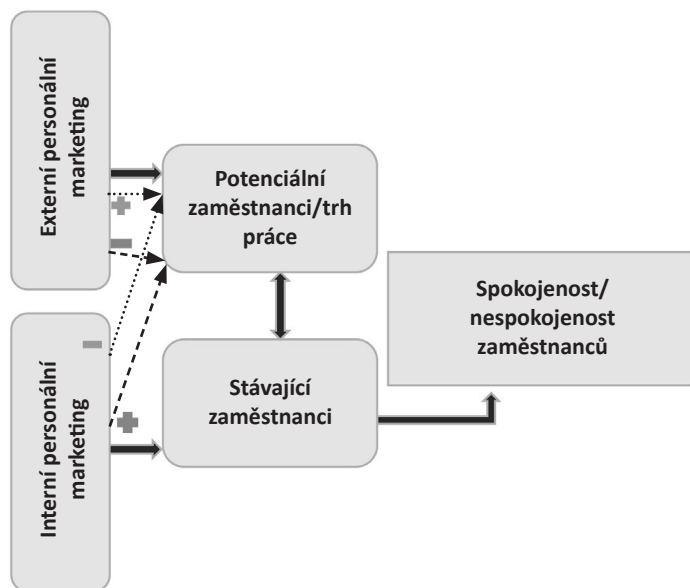 Externí personální
marketing
Potenciální
zaměstnanci/trh
práce
Spokojenost/
nespokojenost
zaměstnanců
Interní personální
marketing
Stávající
zaměstnanci